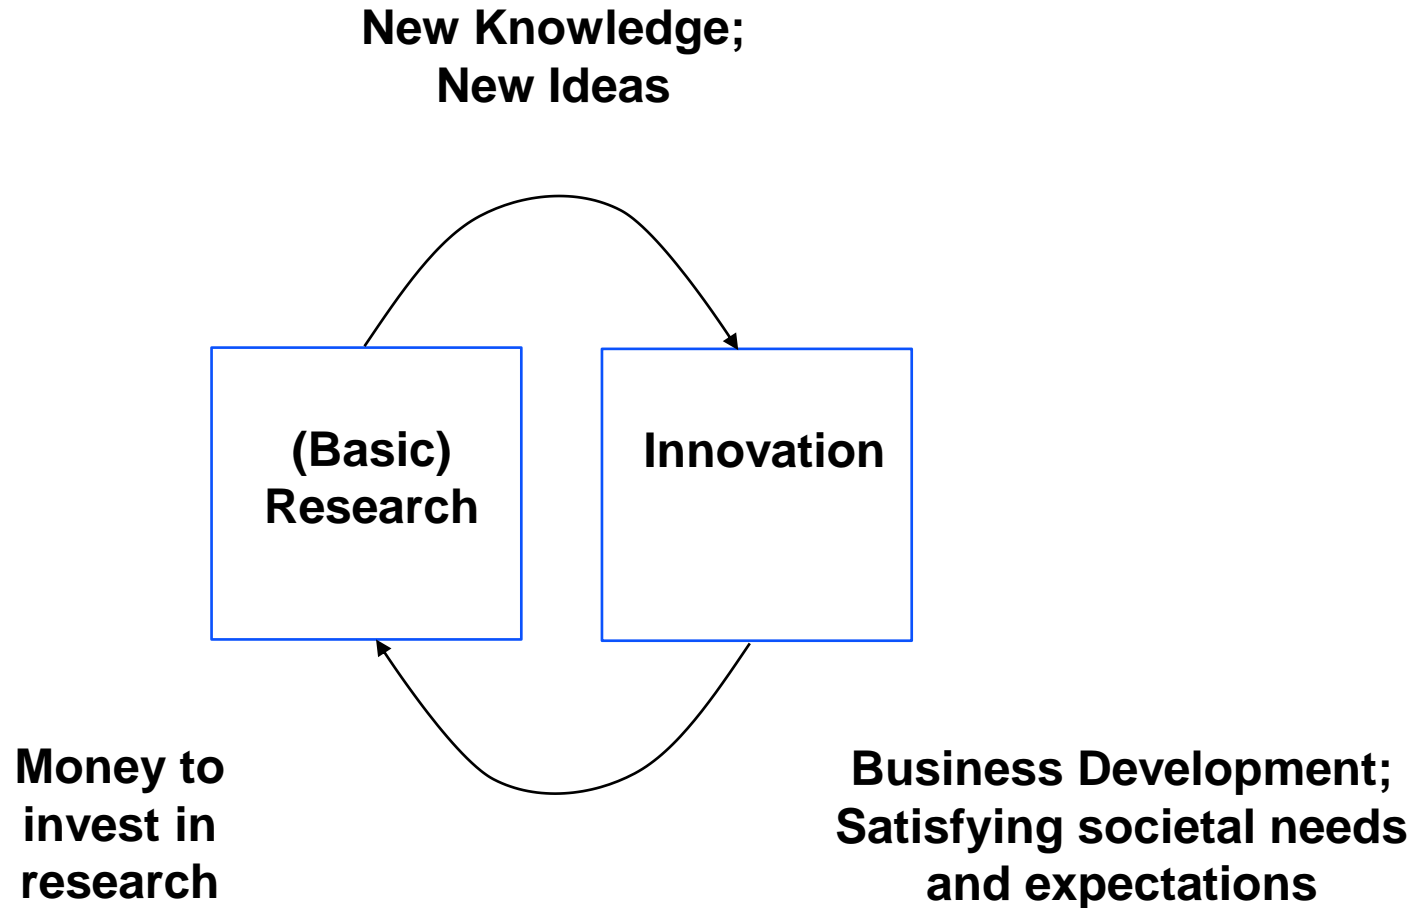 New Knowledge;
New Ideas
(Basic)
Research
Innovation
Money to
invest in
research
Business Development;
Satisfying societal needs
and expectations